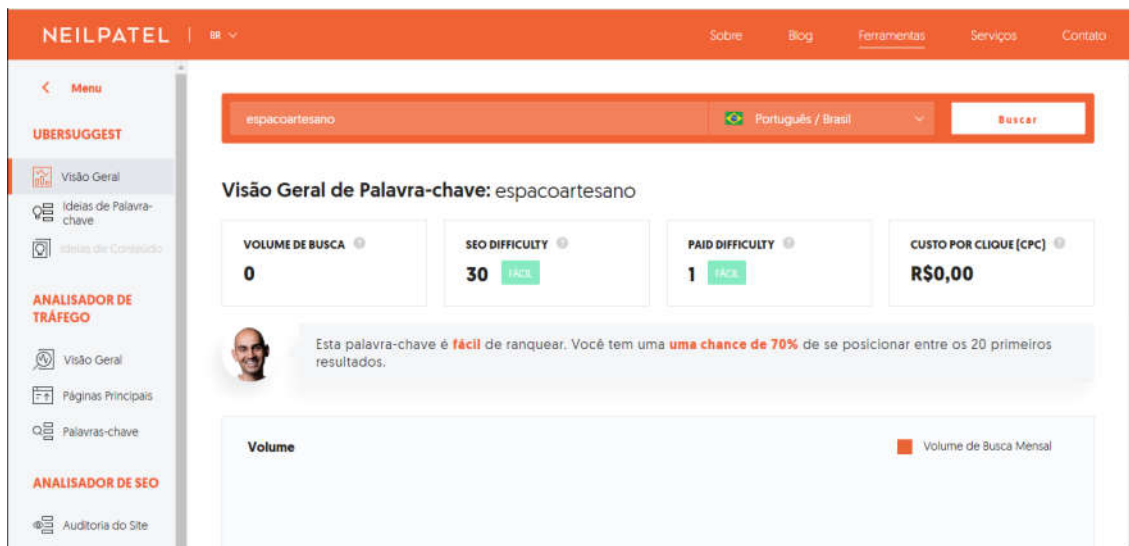 NEILPATEL | BR
Sobre Blog Ferramentas Serviços Contato
Menu
UBERSUGGEST
Visão Geral
Ideias de Palavra-
chave
Ideias de Conteúdo
ANALISADOR DE
TRÁFEGO
Visão Geral
Páginas Principais
Palavras-chave
ANALISADOR DE SEO
Auditoria do Site
espacoartesano
Português / Brasil
Buscar
Visão Geral de Palavra-chave: espacoartesano
VOLUME DE BUSCA
0
SEO DIFFICULTY
30 FÁCIL
PAID DIFFICULTY
1 FÁCIL
CUSTO POR CLIQUE (CPC)
R$0,00
Esta palavra-chave é fácil de ranquear. Você tem uma uma chance de 70% de se posicionar entre os 20 primeiros
resultados.
Volume
Volume de Busca Mensal